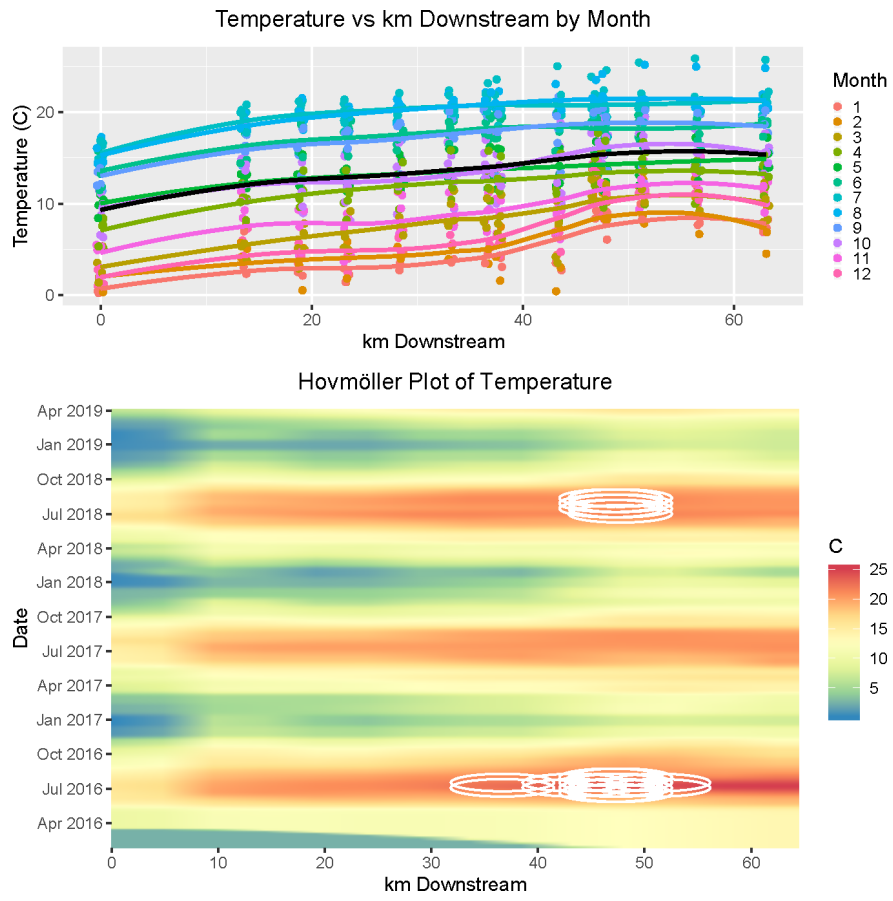 Temperature vs km Downstream by Month
Temperature (C)
20
10
0
0 20 40 60
km Downstream
Month
1
2
3
4
5
6
7
8
9
10
11
12
Hovmöller Plot of Temperature
Date
Apr 2019
Jan 2019
Oct 2018
Jul 2018
Apr 2018
Jan 2018
Oct 2017
Jul 2017
Apr 2017
Jan 2017
Oct 2016
Jul 2016
Apr 2016
0 10 20 30 40 50 60
km Downstream
C
25
20
15
10
5